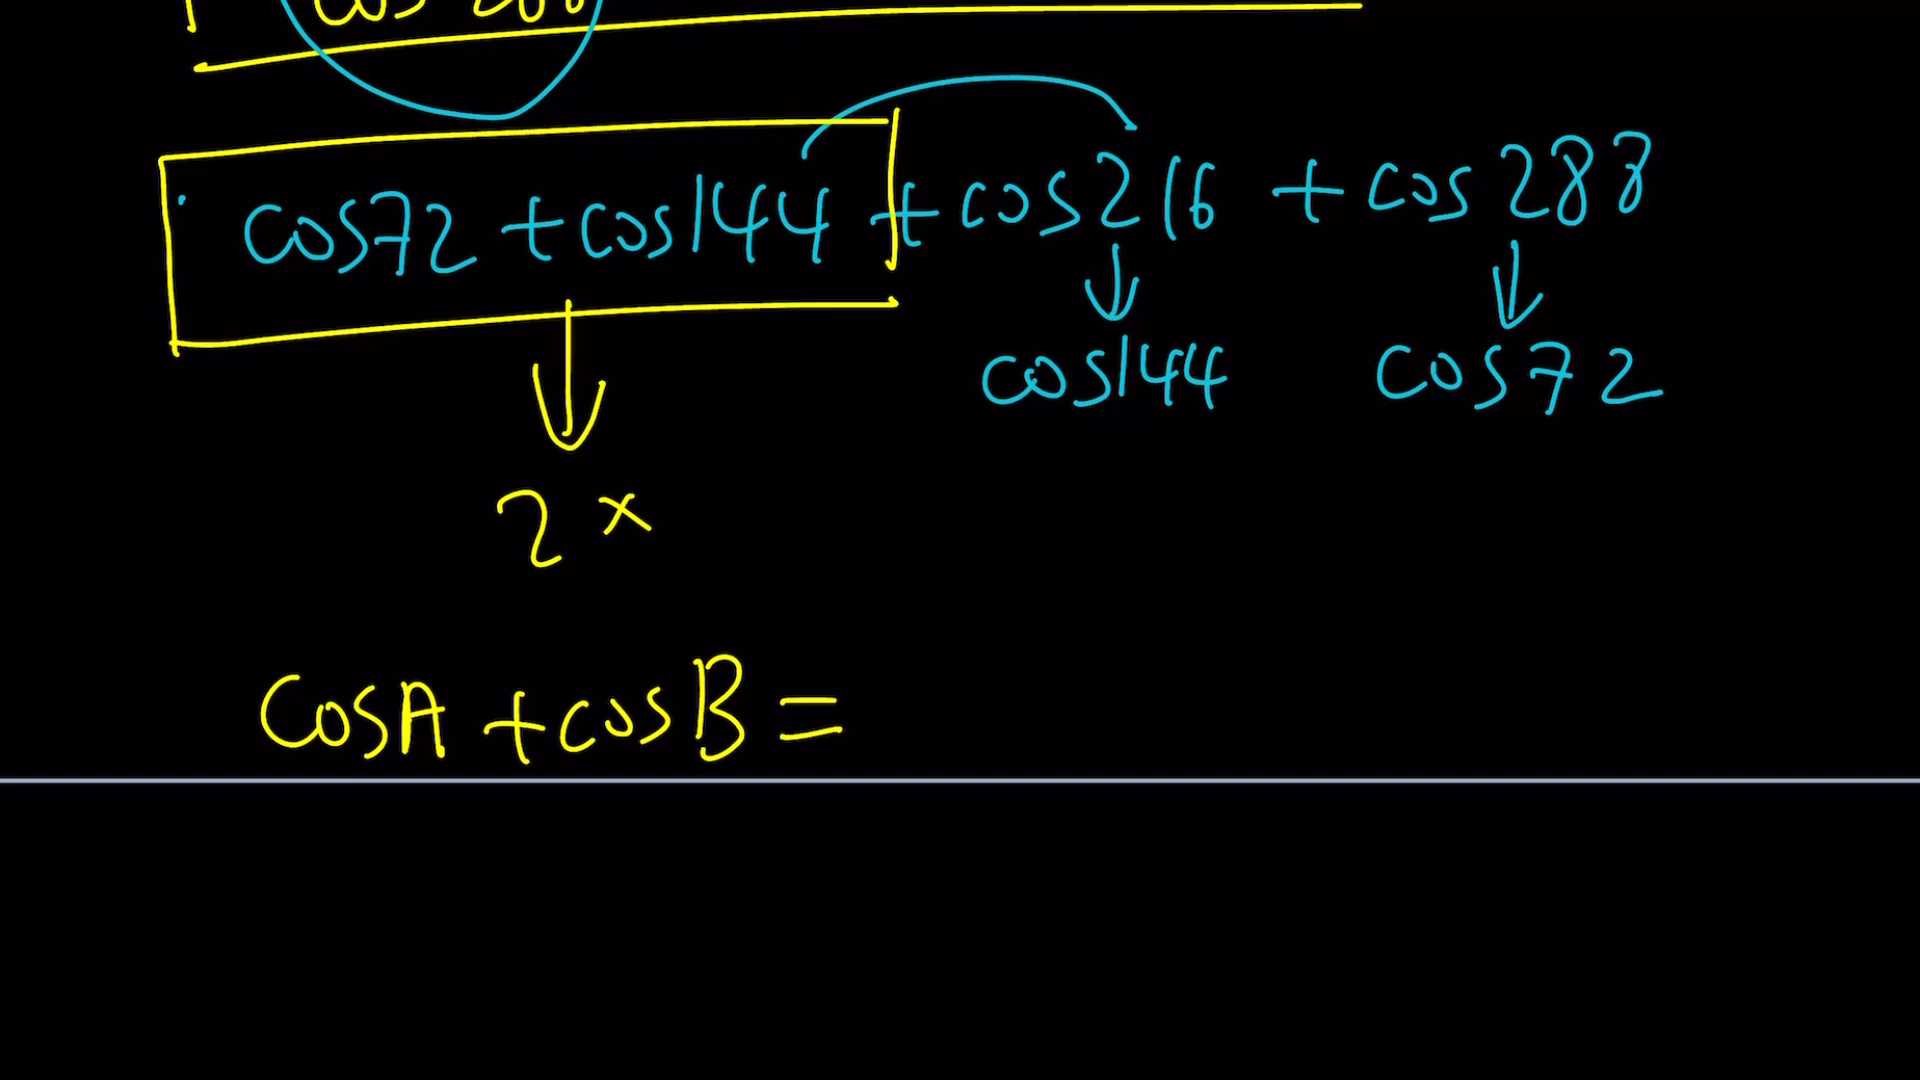 cos72 + cos144 + cos216 + cos288
cos144 cos72
2 ×
cosA + cosB =